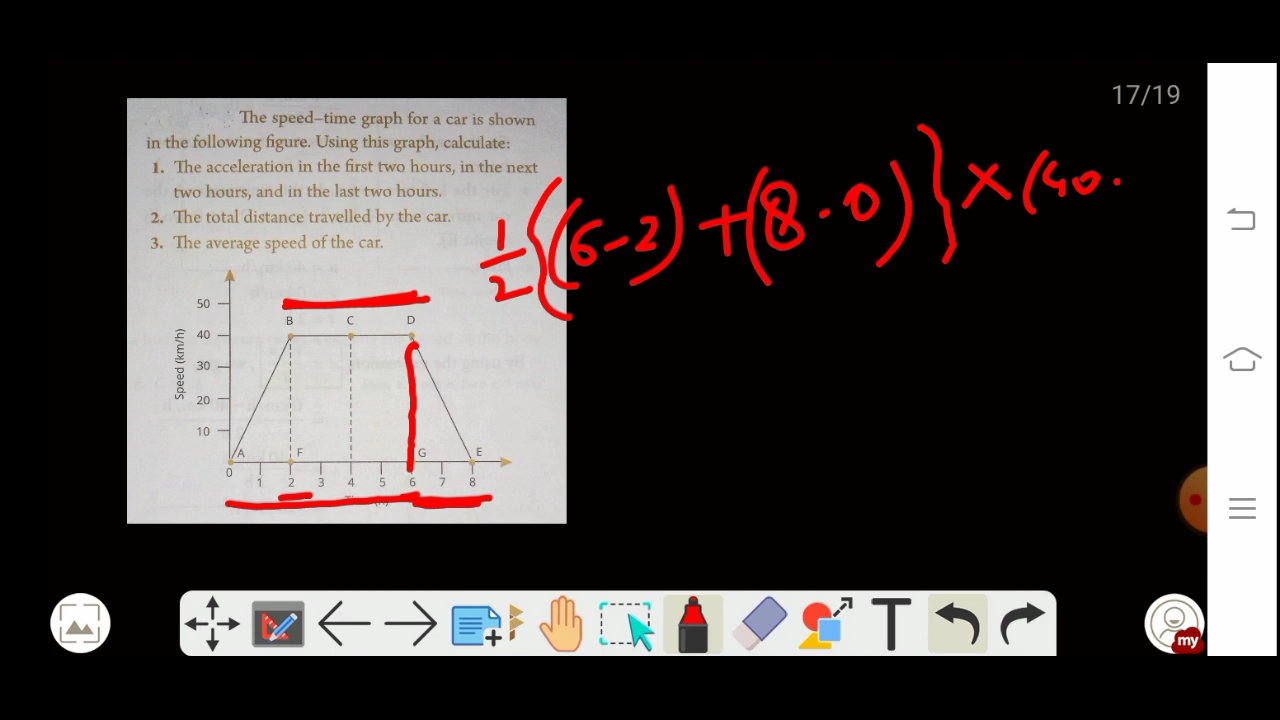 17/19
The speed–time graph for a car is shown
in the following figure. Using this graph, calculate:
1. The acceleration in the first two hours, in the next
two hours, and in the last two hours.
2. The total distance travelled by the car.
3. The average speed of the car.
1/2 {(6-2) + (8-0)} × (40-
50
B C D
40
30
20
10
Speed (km/h)
A F G E
0 1 2 3 4 5 6 7 8
T
my